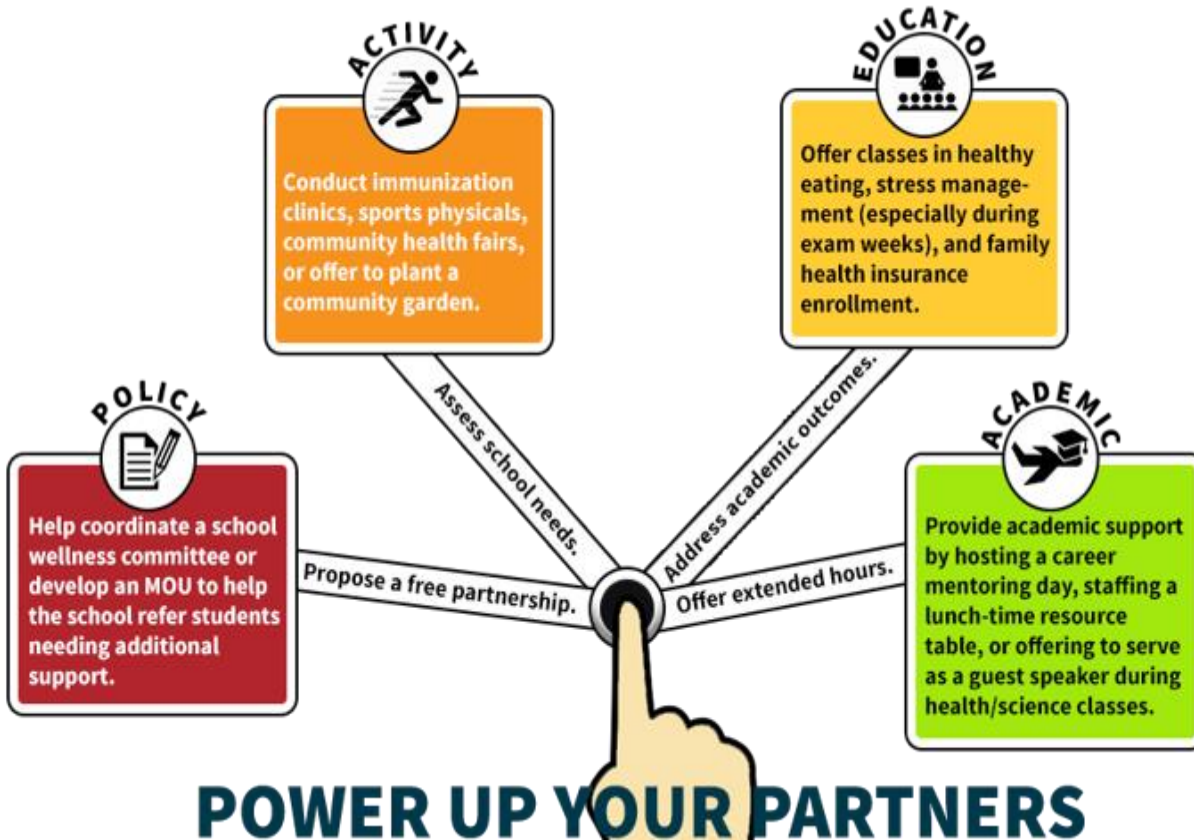 ACTIVITY
Conduct immunization
clinics, sports physicals,
community health fairs,
or offer to plant a
community garden.
EDUCATION
Offer classes in healthy
eating, stress manage-
ment (especially during
exam weeks), and family
health insurance
enrollment.
POLICY
Help coordinate a school
wellness committee or
develop an MOU to help
the school refer students
needing additional
support.
ACADEMIC
Provide academic support
by hosting a career
mentoring day, staffing a
lunch-time resource
table, or offering to serve
as a guest speaker during
health/science classes.
Propose a free partnership.
Assess school needs.
Address academic outcomes.
Offer extended hours.
POWER UP YOUR PARTNERS